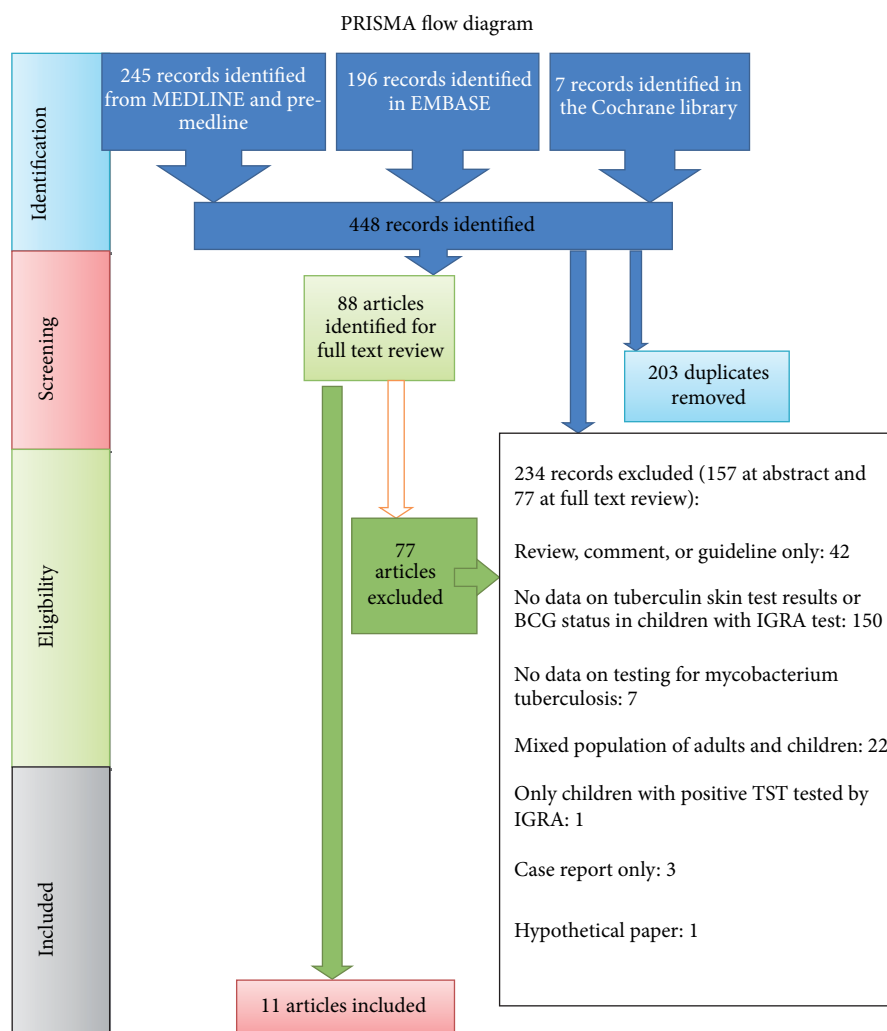 PRISMA flow diagram
245 records identified
from MEDLINE and pre-
medline
196 records identified
in EMBASE
7 records identified in
the Cochrane library
Identification
448 records identified
Screening
88 articles
identified for
full text review
203 duplicates
removed
Eligibility
77
articles
excluded
234 records excluded (157 at abstract and
77 at full text review):
Review, comment, or guideline only: 42
No data on tuberculin skin test results or
BCG status in children with IGRA test: 150
No data on testing for mycobacterium
tuberculosis: 7
Mixed population of adults and children: 22
Only children with positive TST tested by
IGRA: 1
Case report only: 3
Hypothetical paper: 1
Included
11 articles included